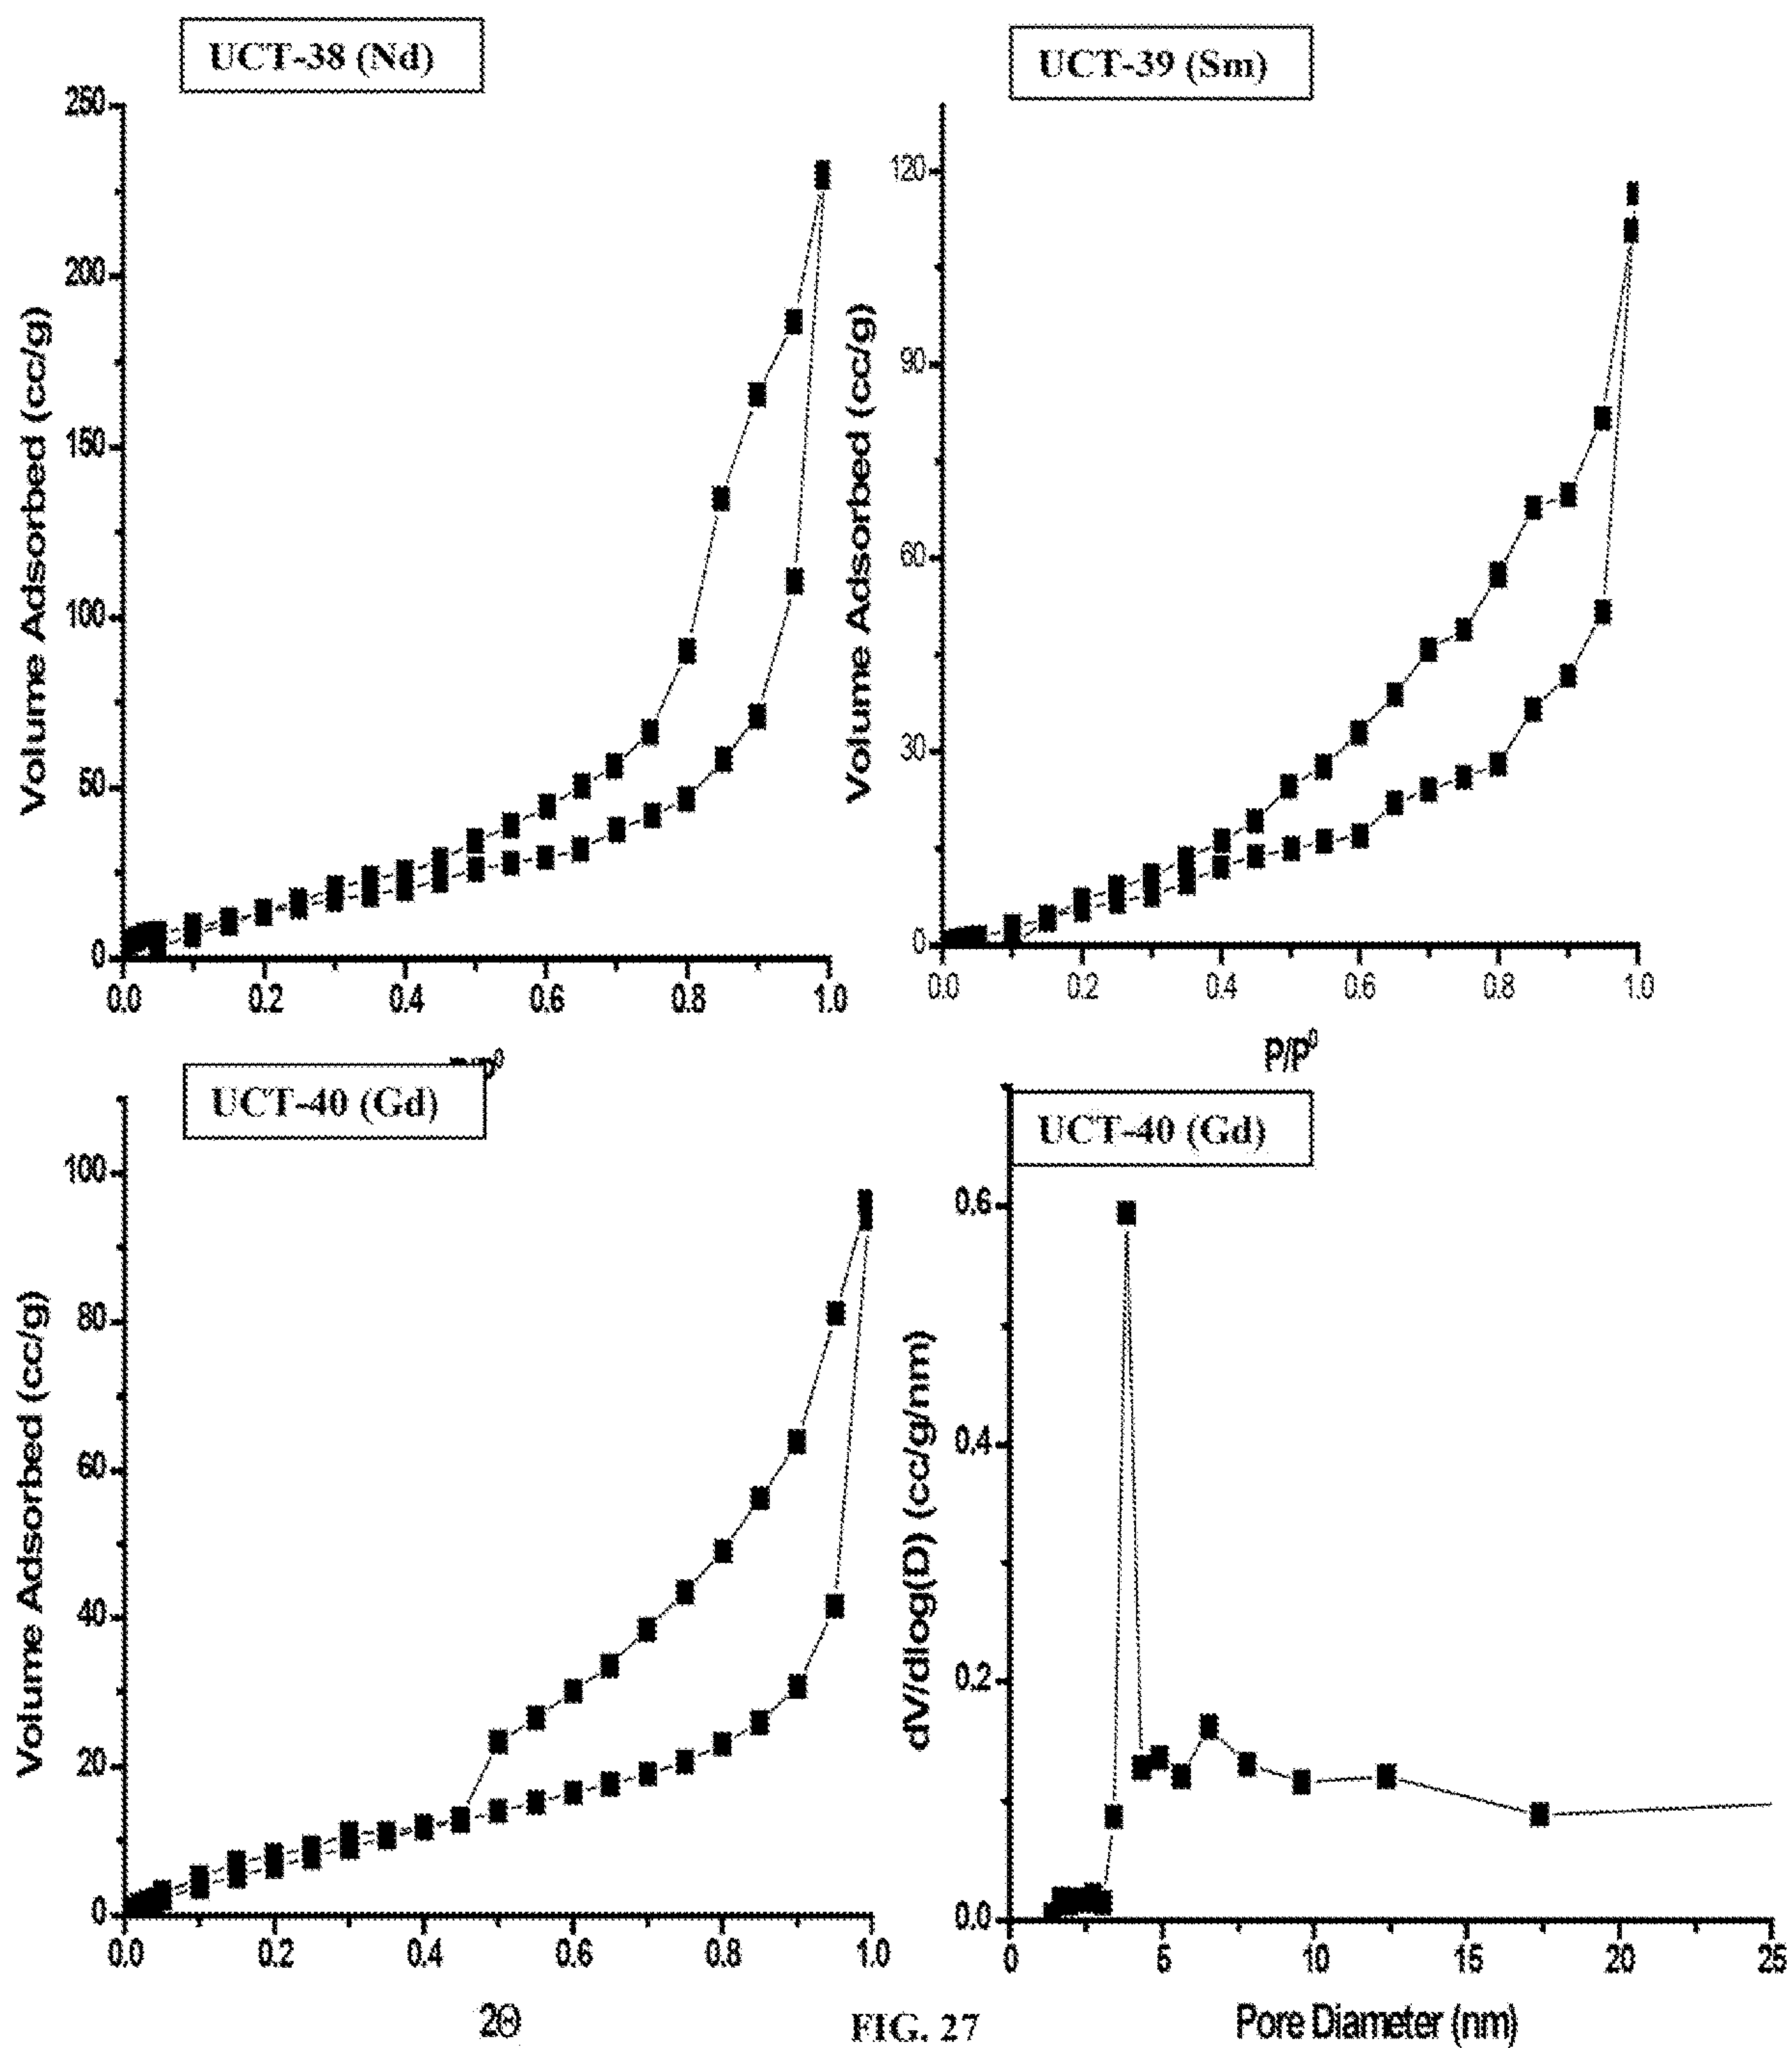 UCT-38 (Nd)
250
200
150
100
50
0
Volume Adsorbed (cc/g)
0.0 0.2 0.4 0.6 0.8 1.0
UCT-39 (Sm)
120
90
60
30
0
Volume Adsorbed (cc/g)
0.0 0.2 0.4 0.6 0.8 1.0
P/P⁰
UCT-40 (Gd)
100
80
60
40
20
0
Volume Adsorbed (cc/g)
0.0 0.2 0.4 0.6 0.8 1.0
2Θ
UCT-40 (Gd)
0.6
0.4
0.2
0.0
dV/dlog(D) (cc/g/nm)
0 5 10 15 20 25
Pore Diameter (nm)
FIG. 27